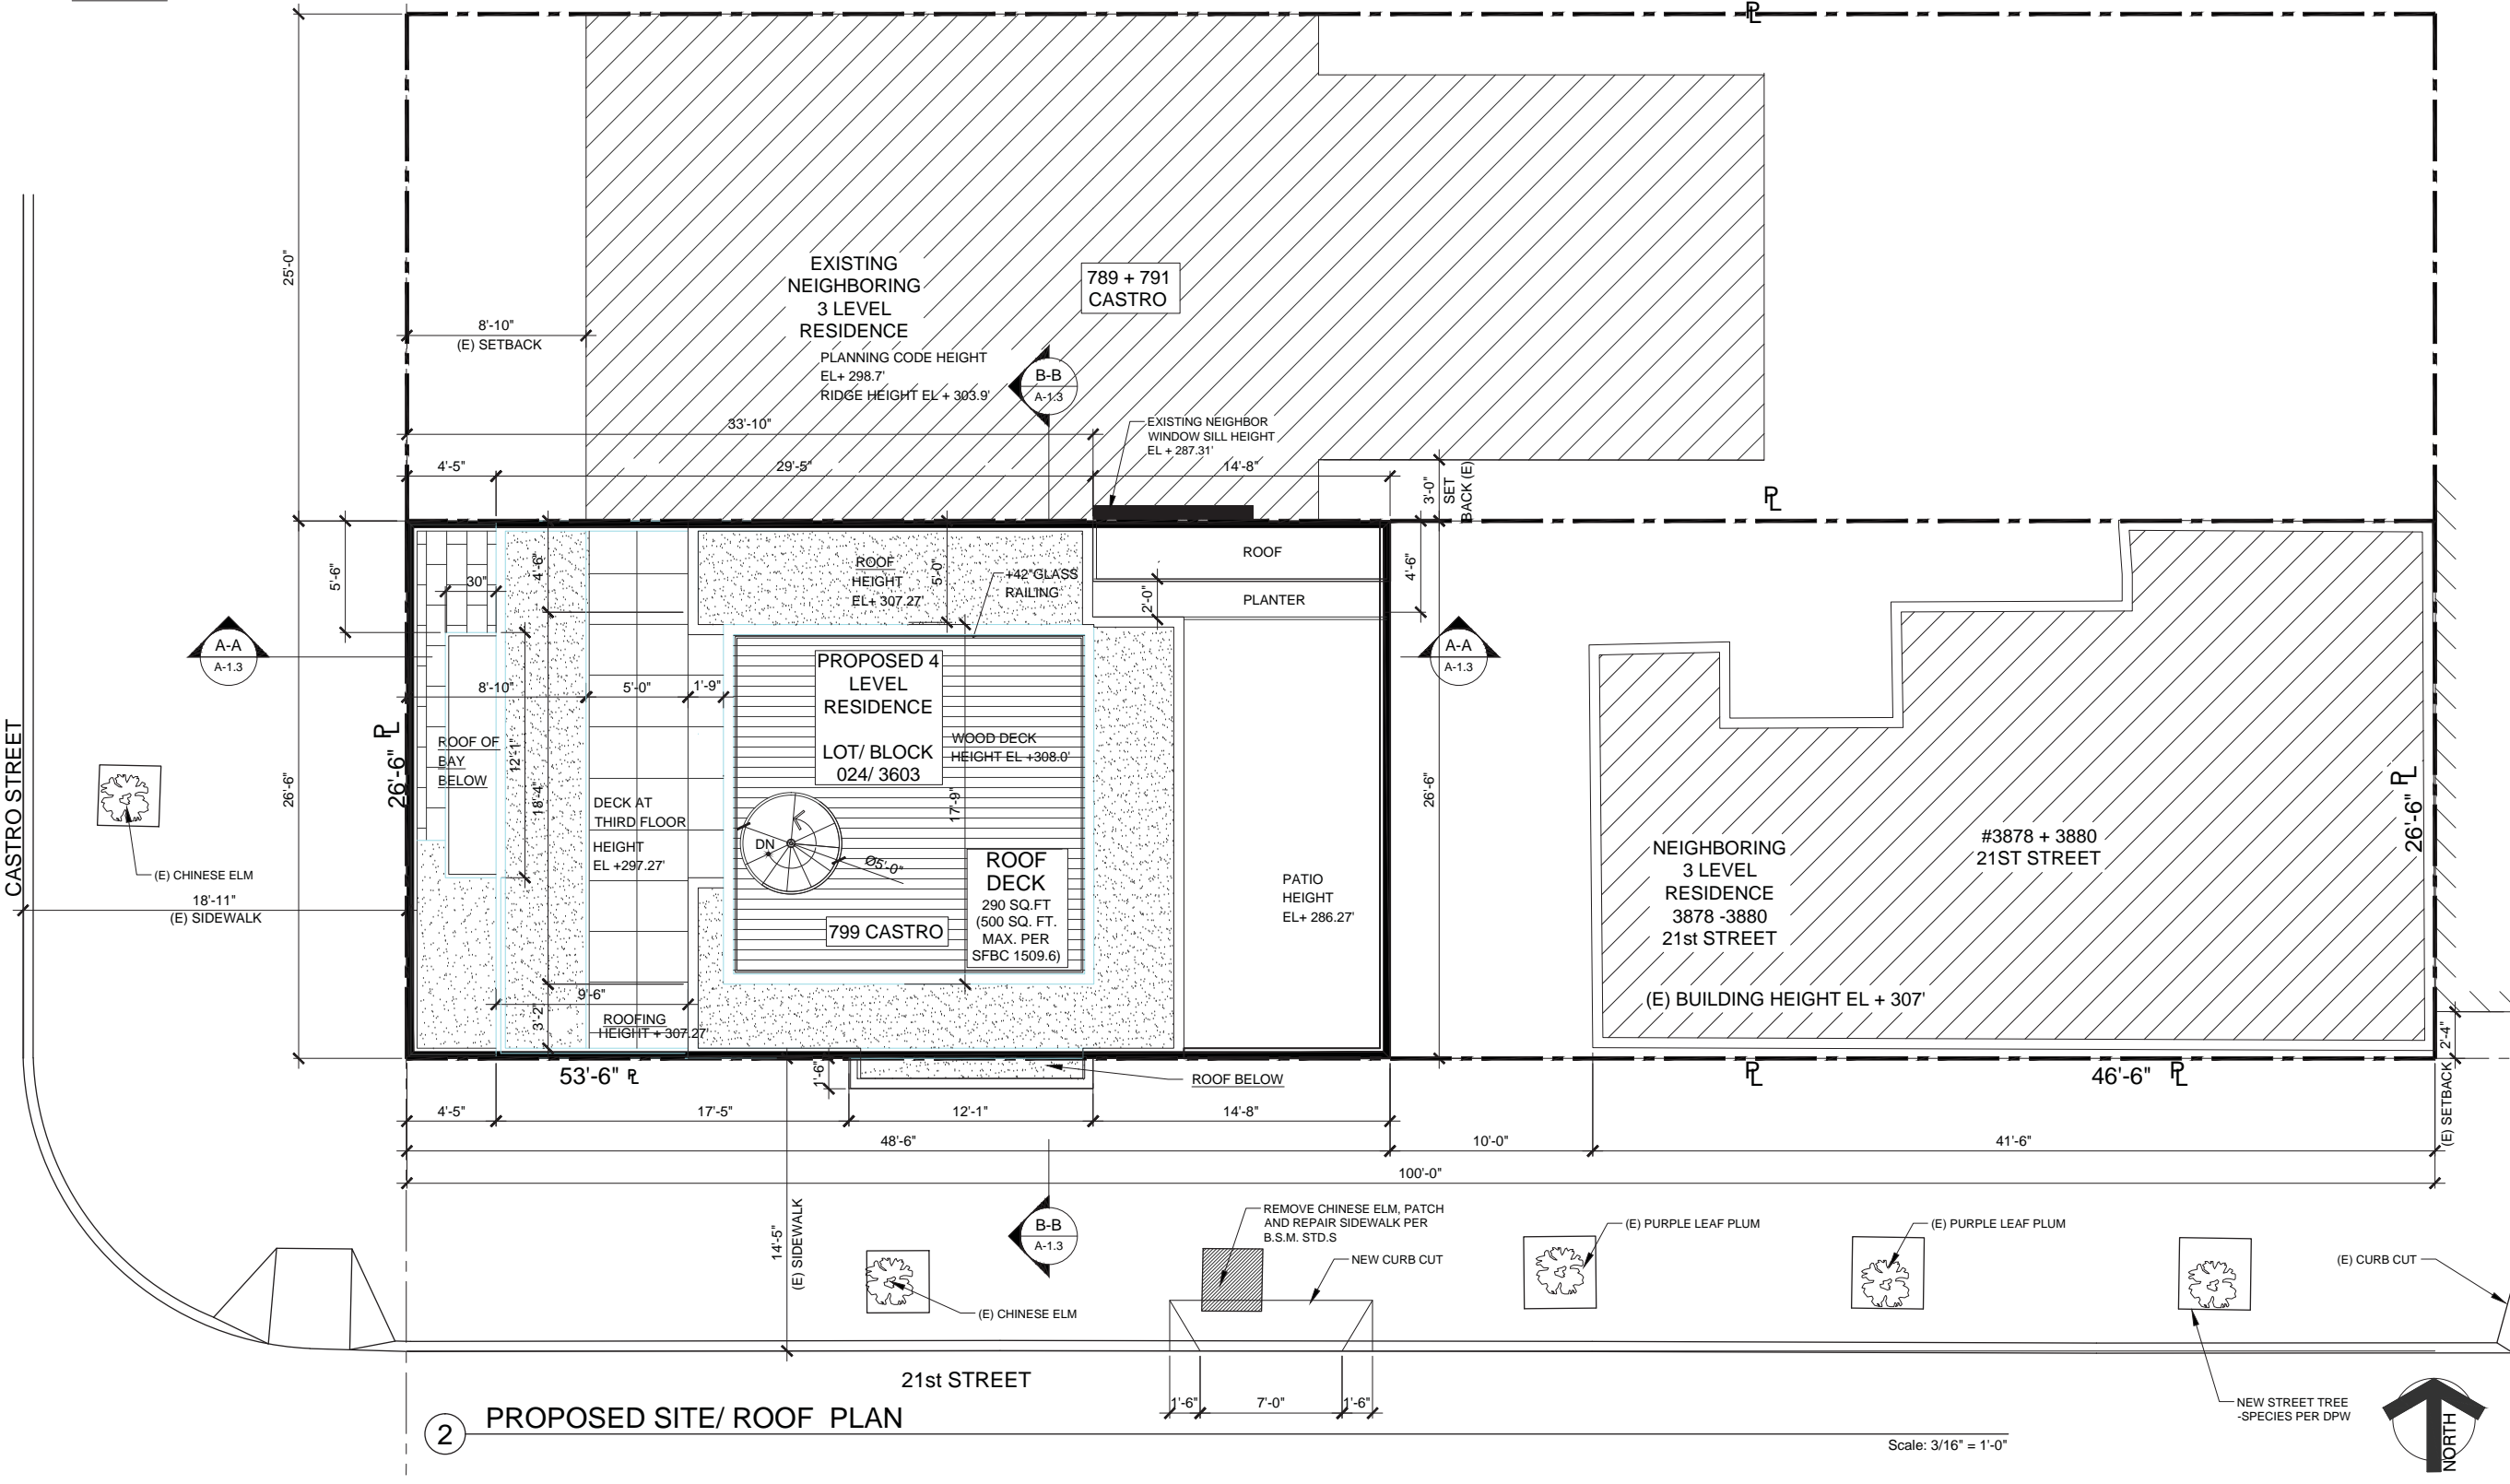 ℄
25'-0"
EXISTING
NEIGHBORING
3 LEVEL
RESIDENCE
789 + 791
CASTRO
8'-10"
(E) SETBACK
PLANNING CODE HEIGHT
EL+ 298.7'
RIDGE HEIGHT EL + 303.9'
B-B
A-1.3
33'-10"
EXISTING NEIGHBOR
WINDOW SILL HEIGHT
EL + 287.31'
4'-5"
29'-5"
14'-8"
3'-0"
SET
BACK (E)
℄
5'-6"
30"
4'-6"
ROOF
HEIGHT
EL+ 307.27'
5'-0"
+42"GLASS
RAILING
ROOF
2'-0"
PLANTER
4'-6"
A-A
A-1.3
A-A
A-1.3
PROPOSED 4
LEVEL
RESIDENCE
LOT/ BLOCK
024/ 3603
8'-10"
5'-0"
1'-9"
WOOD DECK
HEIGHT EL +308.0'
ROOF OF
BAY
BELOW
12'-1"
18'-4"
17'-9"
26'-6"
26'-6" ℄
CASTRO STREET
(E) CHINESE ELM
18'-11"
(E) SIDEWALK
DECK AT
THIRD FLOOR
HEIGHT
EL +297.27'
DN
Ø5'-0"
ROOF
DECK
290 SQ.FT
(500 SQ. FT.
MAX. PER
SFBC 1509.6)
799 CASTRO
PATIO
HEIGHT
EL+ 286.27'
26'-6"
NEIGHBORING
3 LEVEL
RESIDENCE
3878 -3880
21st STREET
#3878 + 3880
21ST STREET
26'-6" ℄
(E) BUILDING HEIGHT EL + 307'
9'-6"
3'-2"
ROOFING
HEIGHT + 307.27'
2'-4"
(E) SETBACK
53'-6" ℄
1'-6"
ROOF BELOW
℄
46'-6" ℄
4'-5"
17'-5"
12'-1"
14'-8"
48'-6"
10'-0"
41'-6"
100'-0"
14'-5"
(E) SIDEWALK
B-B
A-1.3
REMOVE CHINESE ELM, PATCH
AND REPAIR SIDEWALK PER
B.S.M. STD.S
NEW CURB CUT
(E) PURPLE LEAF PLUM
(E) PURPLE LEAF PLUM
(E) CURB CUT
(E) CHINESE ELM
21st STREET
1'-6"
7'-0"
1'-6"
NEW STREET TREE
-SPECIES PER DPW
2
PROPOSED SITE/ ROOF PLAN
Scale: 3/16" = 1'-0"
NORTH